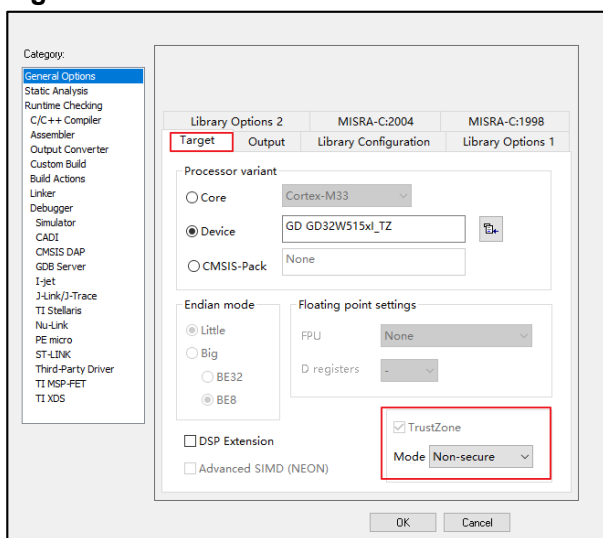 Category:
General Options
Static Analysis
Runtime Checking
C/C++ Compiler
Assembler
Output Converter
Custom Build
Build Actions
Linker
Debugger
Simulator
CADI
CMSIS DAP
GDB Server
I-jet
J-Link/J-Trace
TI Stellaris
Nu-Link
PE micro
ST-LINK
Third-Party Driver
TI MSP-FET
TI XDS
Library Options 2 MISRA-C:2004 MISRA-C:1998
Target Output Library Configuration Library Options 1
Processor variant
Core Cortex-M33
Device GD GD32W515xI_TZ
CMSIS-Pack None
Endian mode
Little
Big
BE32
BE8
Floating point settings
FPU None
D registers -
DSP Extension
Advanced SIMD (NEON)
TrustZone
Mode Non-secure
OK Cancel